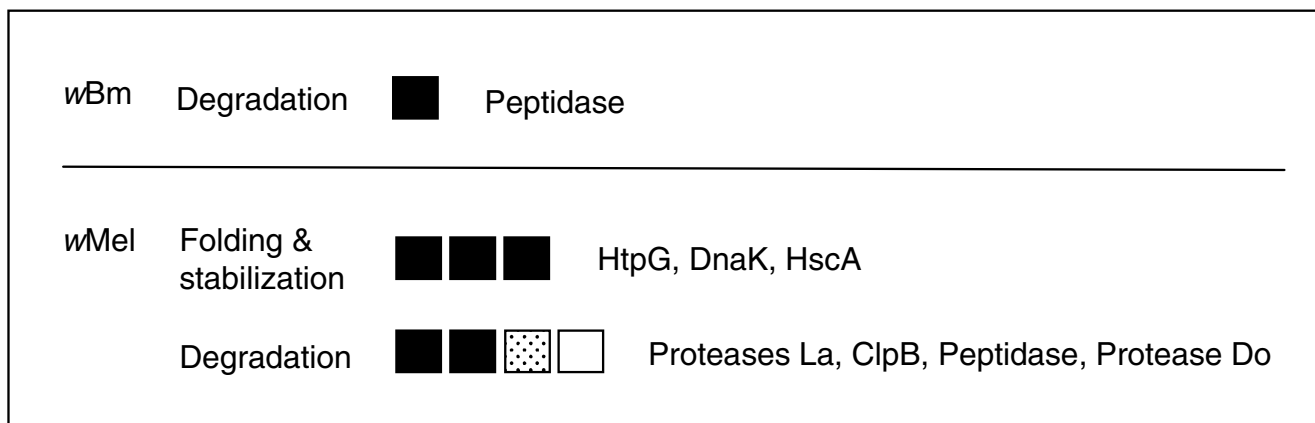 wBm Degradation Peptidase
wMel Folding &
stabilization HtpG, DnaK, HscA
Degradation Proteases La, ClpB, Peptidase, Protease Do